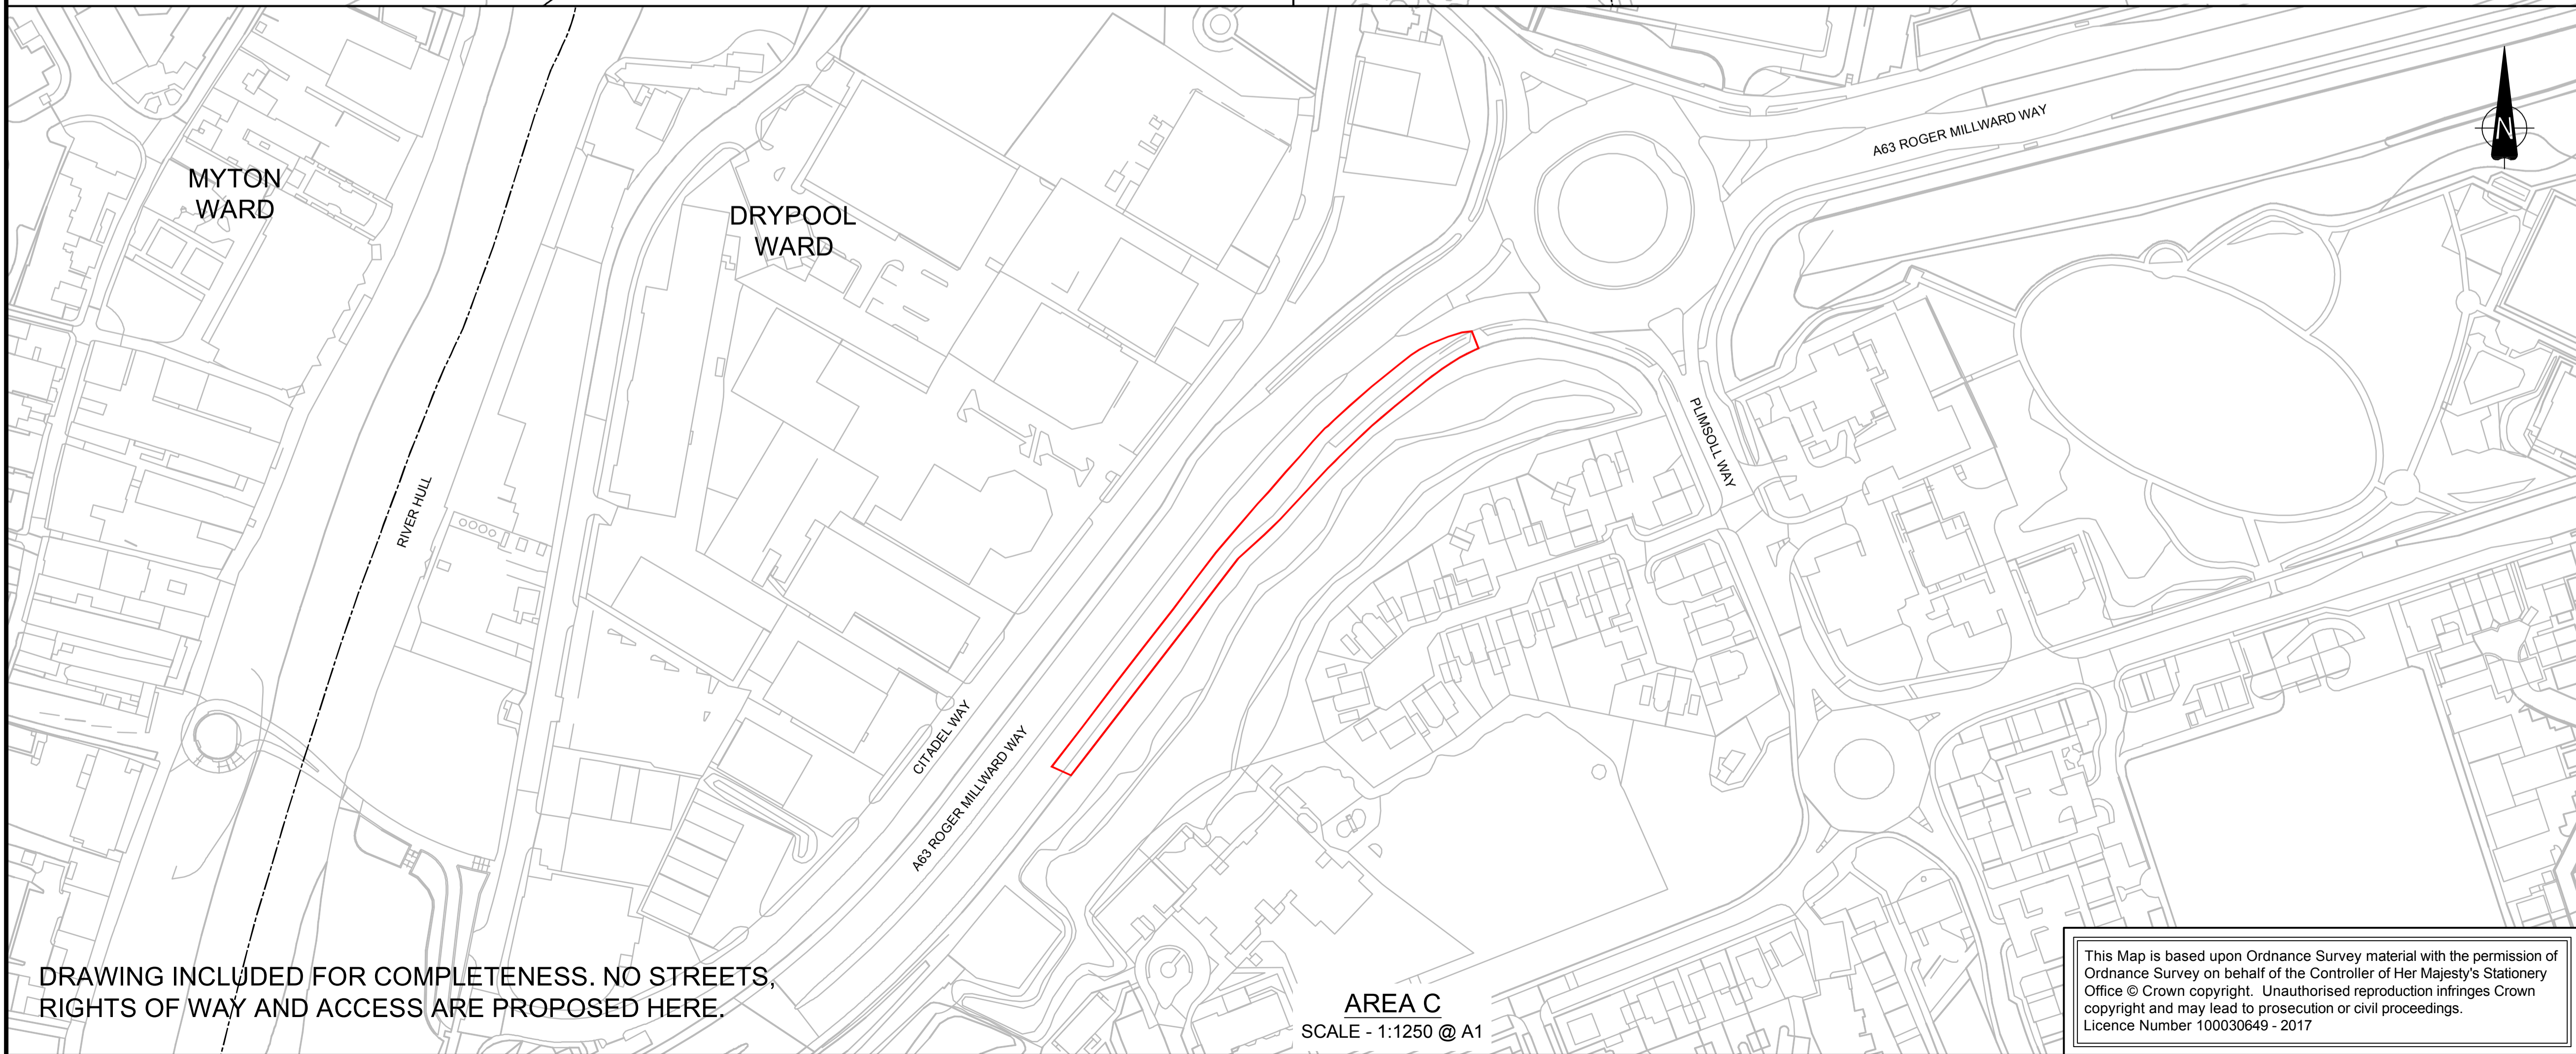 A63 ROGER MILLWARD WAY
N
MYTON
WARD
DRYPOOL
WARD
PLIMSOLL WAY
RIVER HULL
CITADEL WAY
A63 ROGER MILLWARD WAY
DRAWING INCLUDED FOR COMPLETENESS. NO STREETS,
RIGHTS OF WAY AND ACCESS ARE PROPOSED HERE.
AREA C
SCALE - 1:1250 @ A1
This Map is based upon Ordnance Survey material with the permission of
Ordnance Survey on behalf of the Controller of Her Majesty's Stationery
Office © Crown copyright. Unauthorised reproduction infringes Crown
copyright and may lead to prosecution or civil proceedings.
Licence Number 100030649 - 2017